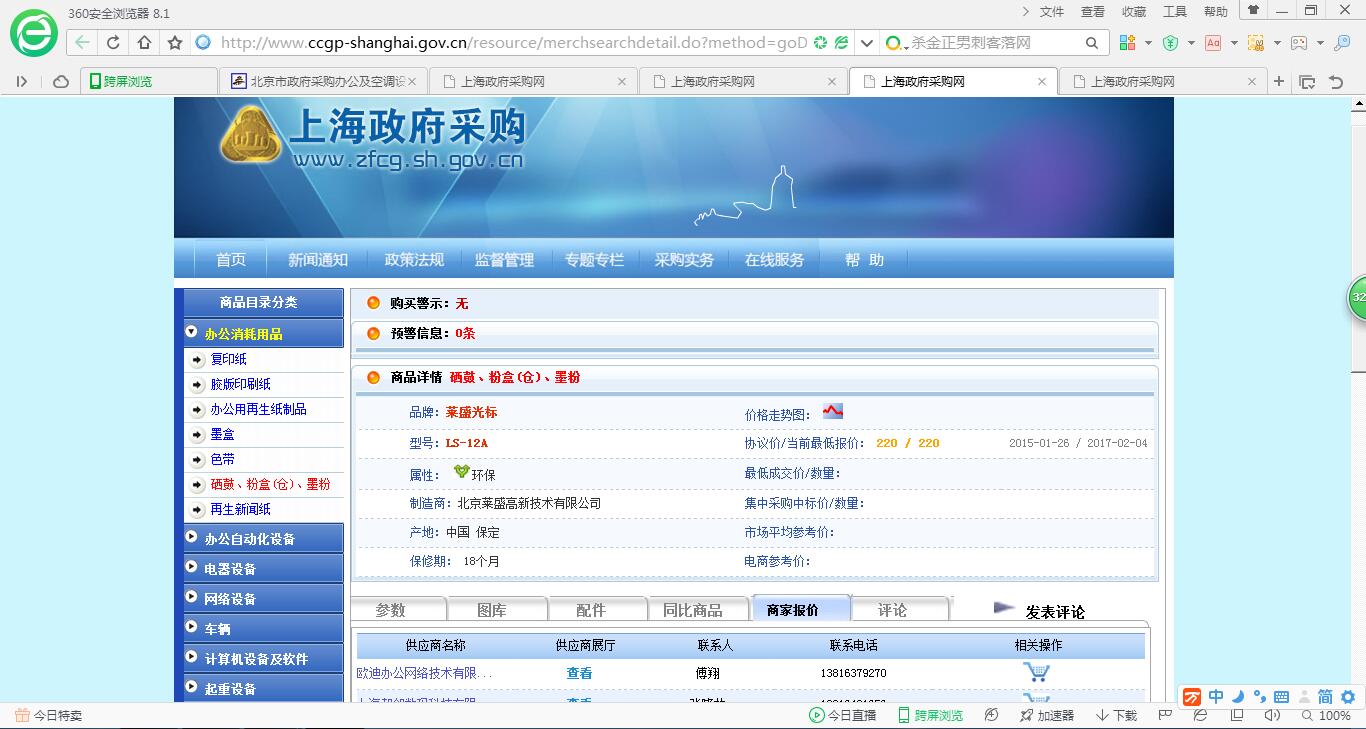 360安全浏览器 8.1
文件 查看 收藏 工具 帮助
http://www.ccgp-shanghai.gov.cn/resource/merchsearchdetail.do?method=goD
杀金正男刺客落网
跨屏浏览
北京市政府采购办公及空调设
上海政府采购网
上海政府采购网
上海政府采购网
上海政府采购网
上海政府采购
www.zfcg.sh.gov.cn
首页 新闻通知 政策法规 监督管理 专题专栏 采购实务 在线服务 帮 助
商品目录分类
办公消耗用品
复印纸
胶版印刷纸
办公用再生纸制品
墨盒
色带
硒鼓、粉盒(仓)、墨粉
再生新闻纸
办公自动化设备
电器设备
网络设备
车辆
计算机设备及软件
起重设备
购买警示：无
预警信息：0条
商品详情 硒鼓、粉盒(仓)、墨粉
品牌：莱盛光标 价格走势图：
型号：LS-12A 协议价/当前最低报价： 220 / 220 2015-01-26 / 2017-02-04
属性： 环保 最低成交价/数量：
制造商：北京莱盛高新技术有限公司 集中采购中标价/数量：
产地：中国 保定 市场平均参考价：
保修期： 18个月 电商参考价：
参数 图库 配件 同比商品 商家报价 评论 发表评论
供应商名称 供应商展厅 联系人 联系电话 相关操作
欧迪办公网络技术有限... 查看 傅翔 13816379270
32
中 简
今日特卖 今日直播 跨屏浏览 加速器 下载 100%